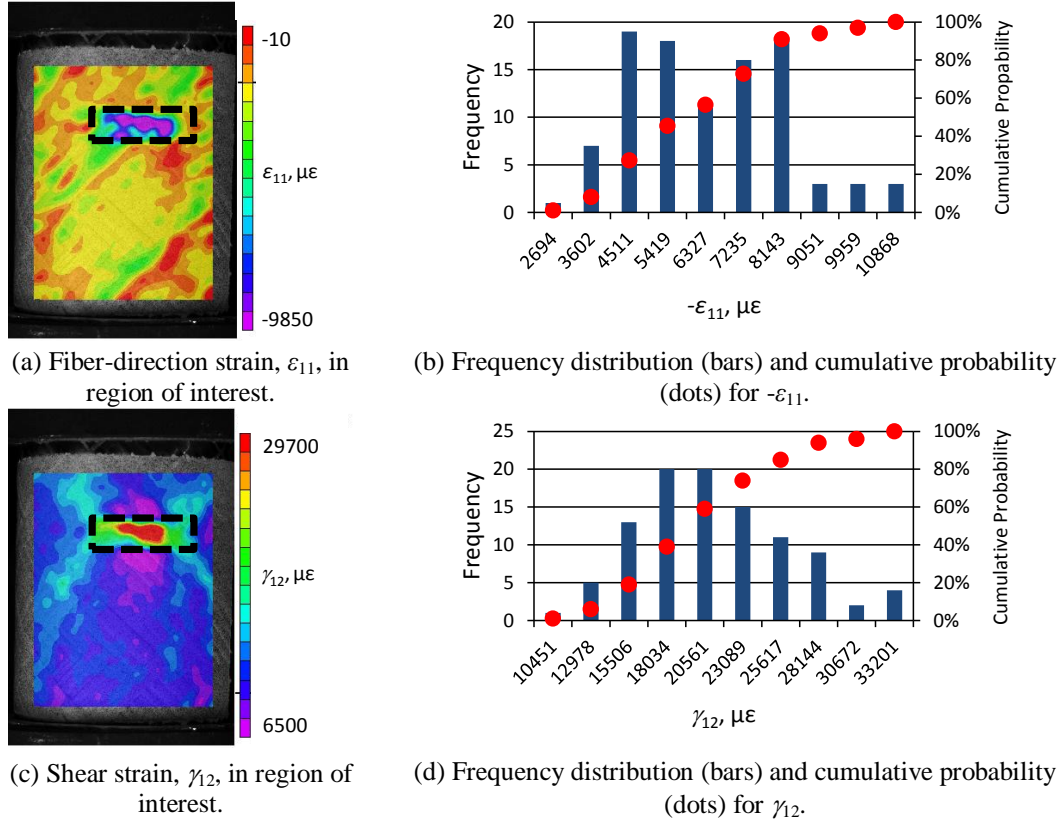 -10
ε11, με
-9850
(a) Fiber-direction strain, ε11, in
region of interest.
20
15
10
5
0
Frequency
100%
80%
60%
40%
20%
0%
Cumulative Propability
2694
3602
4511
5419
6327
7235
8143
9051
9959
10868
-ε11, με
(b) Frequency distribution (bars) and cumulative probability
(dots) for -ε11.
29700
γ12, με
6500
(c) Shear strain, γ12, in region of
interest.
25
20
15
10
5
0
Frequency
100%
80%
60%
40%
20%
0%
Cumulative Probability
10451
12978
15506
18034
20561
23089
25617
28144
30672
33201
γ12, με
(d) Frequency distribution (bars) and cumulative probability
(dots) for γ12.